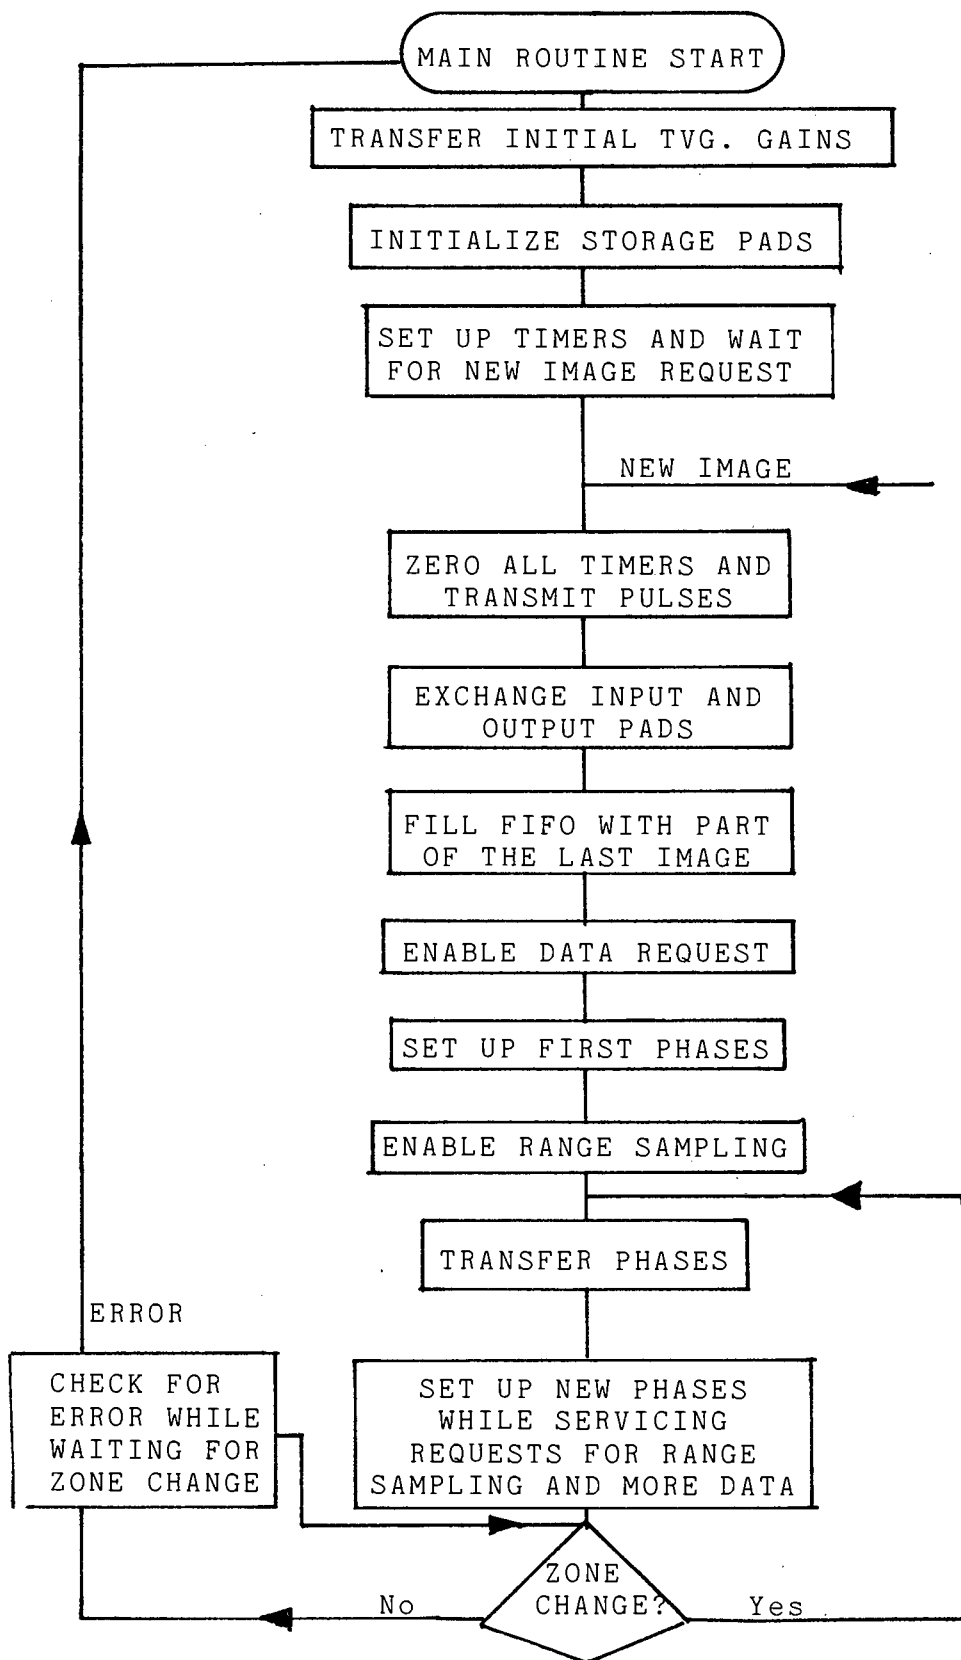 MAIN ROUTINE START
TRANSFER INITIAL TVG. GAINS
INITIALIZE STORAGE PADS
SET UP TIMERS AND WAIT
FOR NEW IMAGE REQUEST
NEW IMAGE
ZERO ALL TIMERS AND
TRANSMIT PULSES
EXCHANGE INPUT AND
OUTPUT PADS
FILL FIFO WITH PART
OF THE LAST IMAGE
ENABLE DATA REQUEST
SET UP FIRST PHASES
ENABLE RANGE SAMPLING
TRANSFER PHASES
ERROR
CHECK FOR
ERROR WHILE
WAITING FOR
ZONE CHANGE
SET UP NEW PHASES
WHILE SERVICING
REQUESTS FOR RANGE
SAMPLING AND MORE DATA
ZONE
CHANGE?
No
Yes